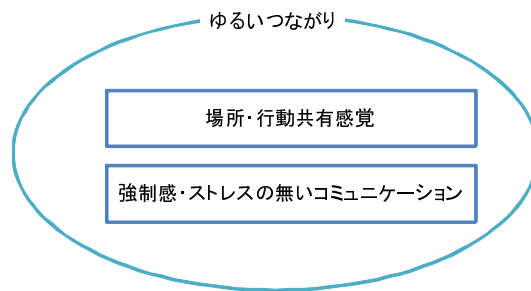 ゆるいつながり
場所・行動共有感覚
強制感・ストレスの無いコミュニケーション